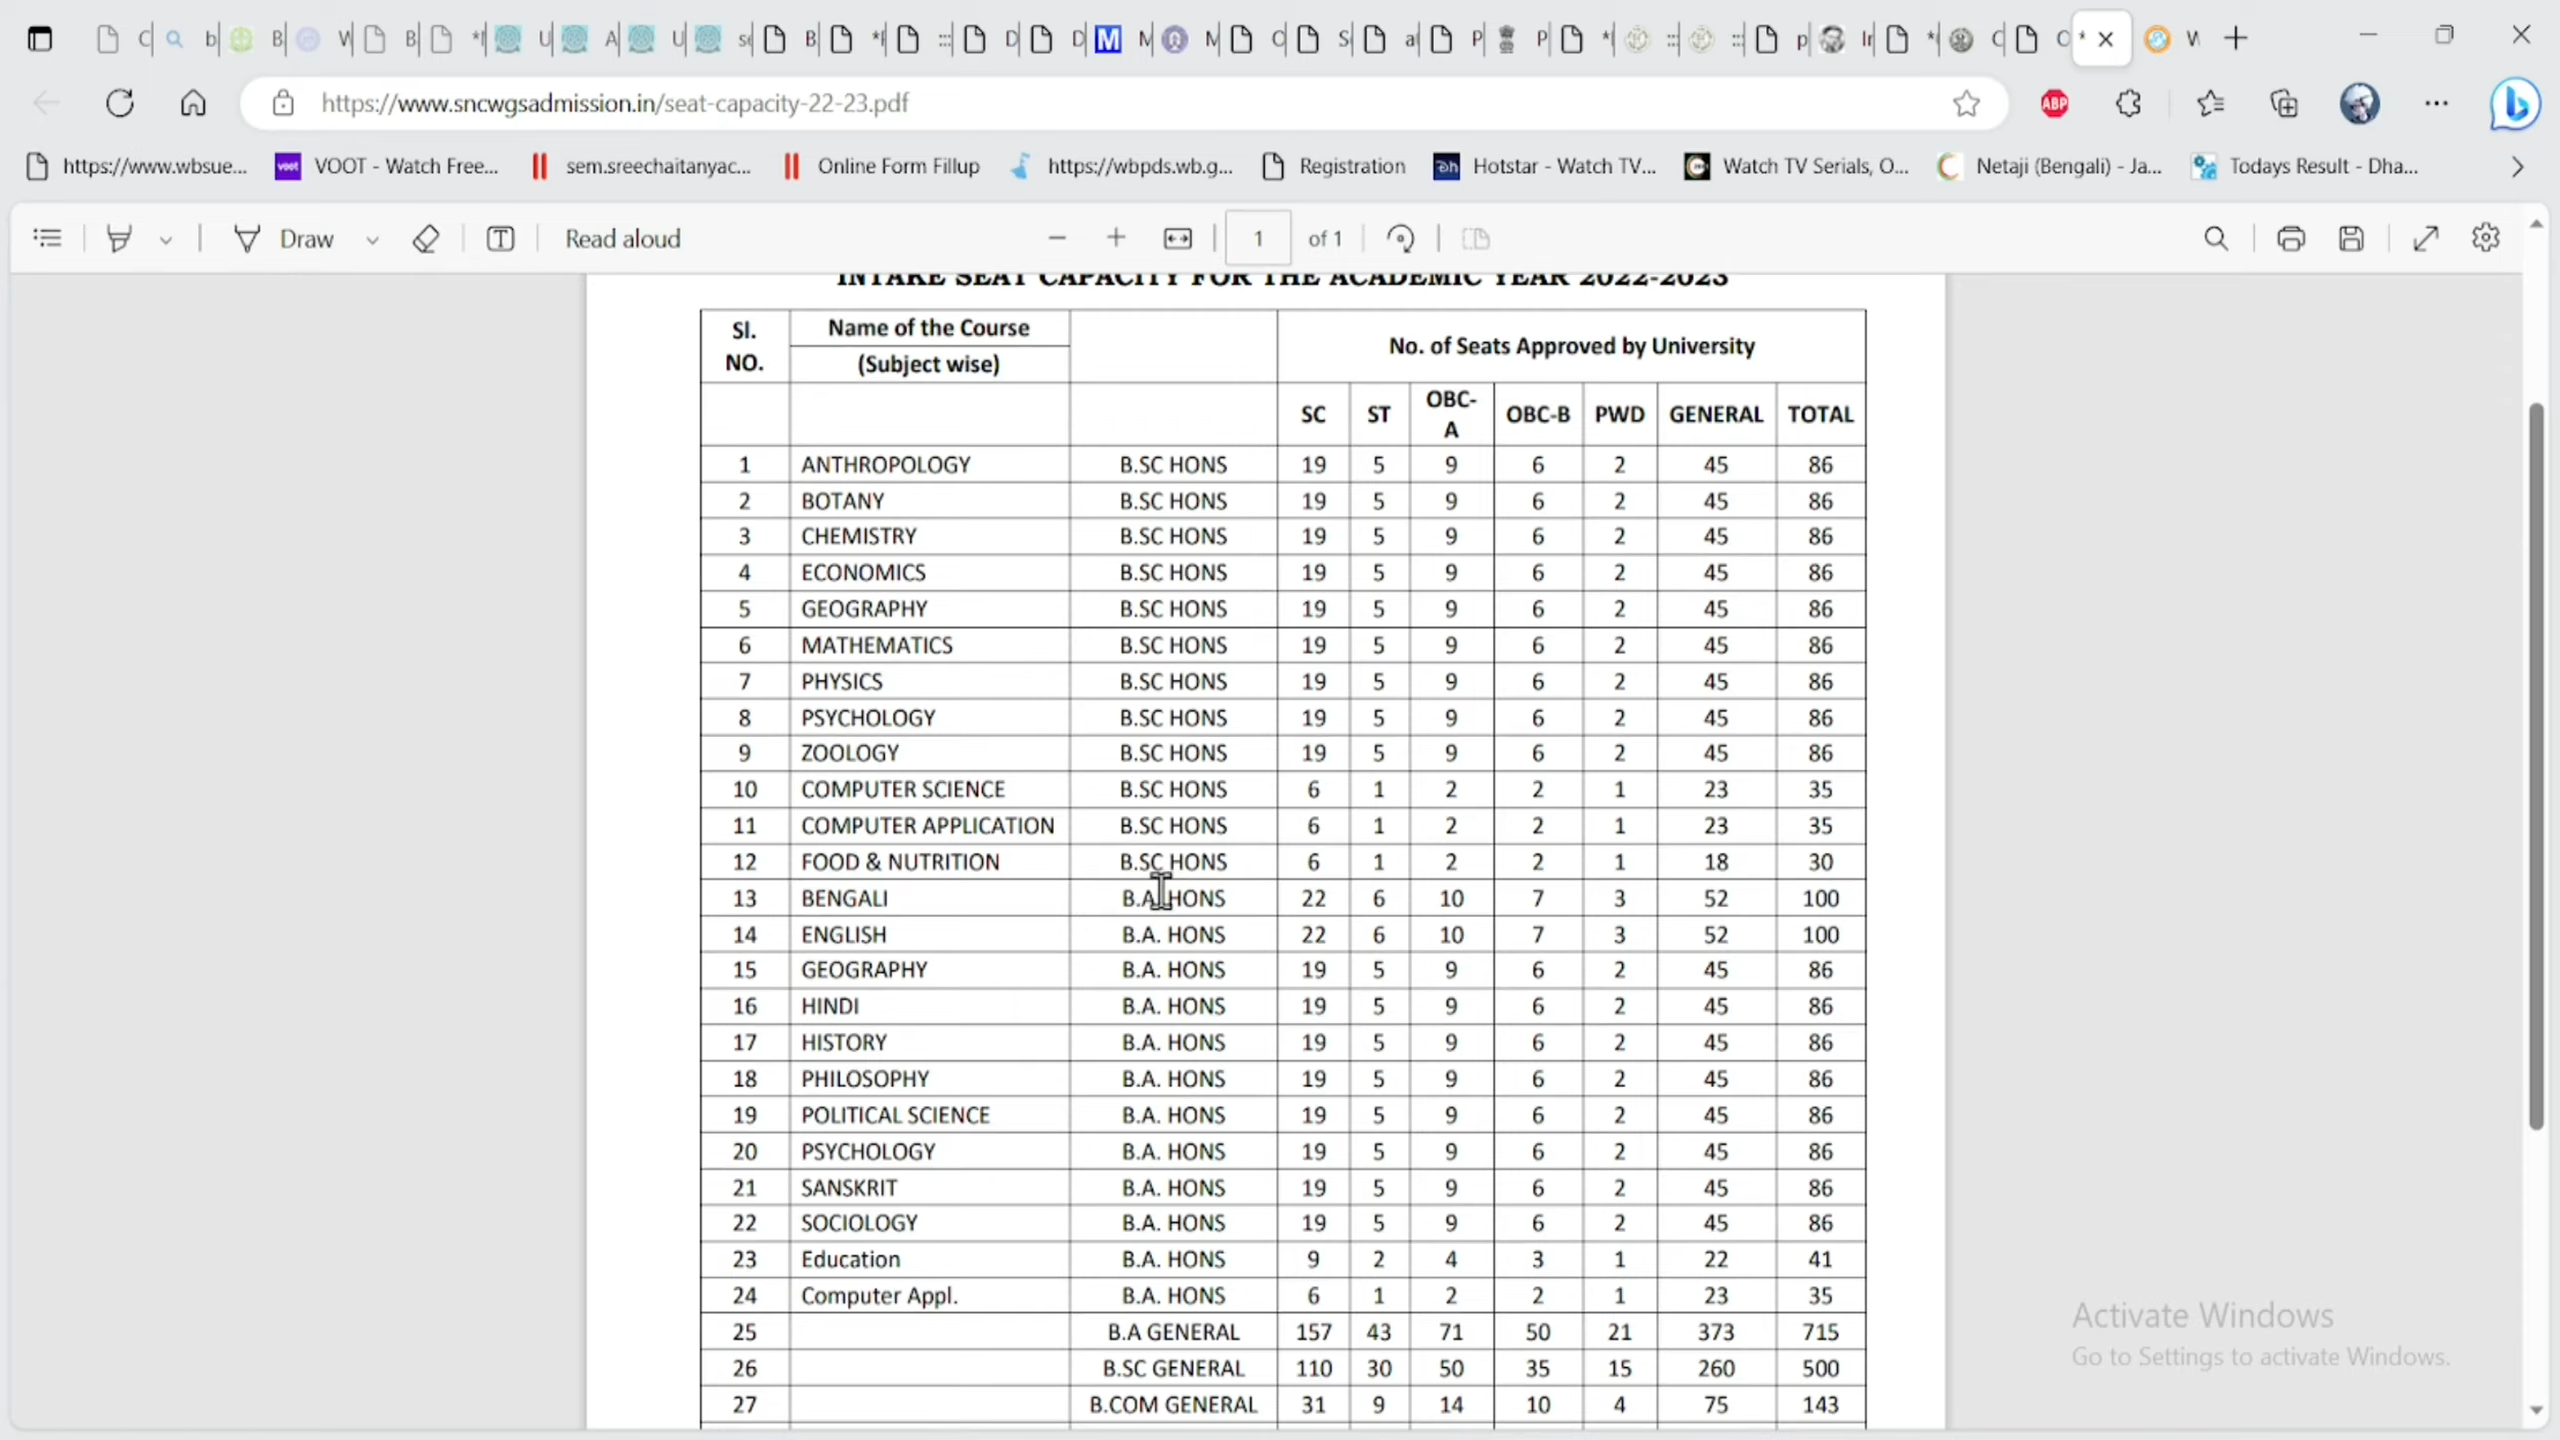 https://www.sncwgsadmission.in/seat-capacity-22-23.pdf
https://www.wbsue... VOOT - Watch Free... sem.sreechaitanyac... Online Form Fillup https://wbpds.wb.g... Registration Hotstar - Watch TV... Watch TV Serials, O... Netaji (Bengali) - Ja... Todays Result - Dha...
Draw Read aloud 1 of 1
INTAKE SEAT CAPACITY FOR THE ACADEMIC YEAR 2022-2023
Sl. NO. Name of the Course (Subject wise) No. of Seats Approved by University
SC ST OBC-A OBC-B PWD GENERAL TOTAL
1 ANTHROPOLOGY B.SC HONS 19 5 9 6 2 45 86
2 BOTANY B.SC HONS 19 5 9 6 2 45 86
3 CHEMISTRY B.SC HONS 19 5 9 6 2 45 86
4 ECONOMICS B.SC HONS 19 5 9 6 2 45 86
5 GEOGRAPHY B.SC HONS 19 5 9 6 2 45 86
6 MATHEMATICS B.SC HONS 19 5 9 6 2 45 86
7 PHYSICS B.SC HONS 19 5 9 6 2 45 86
8 PSYCHOLOGY B.SC HONS 19 5 9 6 2 45 86
9 ZOOLOGY B.SC HONS 19 5 9 6 2 45 86
10 COMPUTER SCIENCE B.SC HONS 6 1 2 2 1 23 35
11 COMPUTER APPLICATION B.SC HONS 6 1 2 2 1 23 35
12 FOOD & NUTRITION B.SC HONS 6 1 2 2 1 18 30
13 BENGALI B.A. HONS 22 6 10 7 3 52 100
14 ENGLISH B.A. HONS 22 6 10 7 3 52 100
15 GEOGRAPHY B.A. HONS 19 5 9 6 2 45 86
16 HINDI B.A. HONS 19 5 9 6 2 45 86
17 HISTORY B.A. HONS 19 5 9 6 2 45 86
18 PHILOSOPHY B.A. HONS 19 5 9 6 2 45 86
19 POLITICAL SCIENCE B.A. HONS 19 5 9 6 2 45 86
20 PSYCHOLOGY B.A. HONS 19 5 9 6 2 45 86
21 SANSKRIT B.A. HONS 19 5 9 6 2 45 86
22 SOCIOLOGY B.A. HONS 19 5 9 6 2 45 86
23 Education B.A. HONS 9 2 4 3 1 22 41
24 Computer Appl. B.A. HONS 6 1 2 2 1 23 35
25 B.A GENERAL 157 43 71 50 21 373 715
26 B.SC GENERAL 110 30 50 35 15 260 500
27 B.COM GENERAL 31 9 14 10 4 75 143
Activate Windows
Go to Settings to activate Windows.